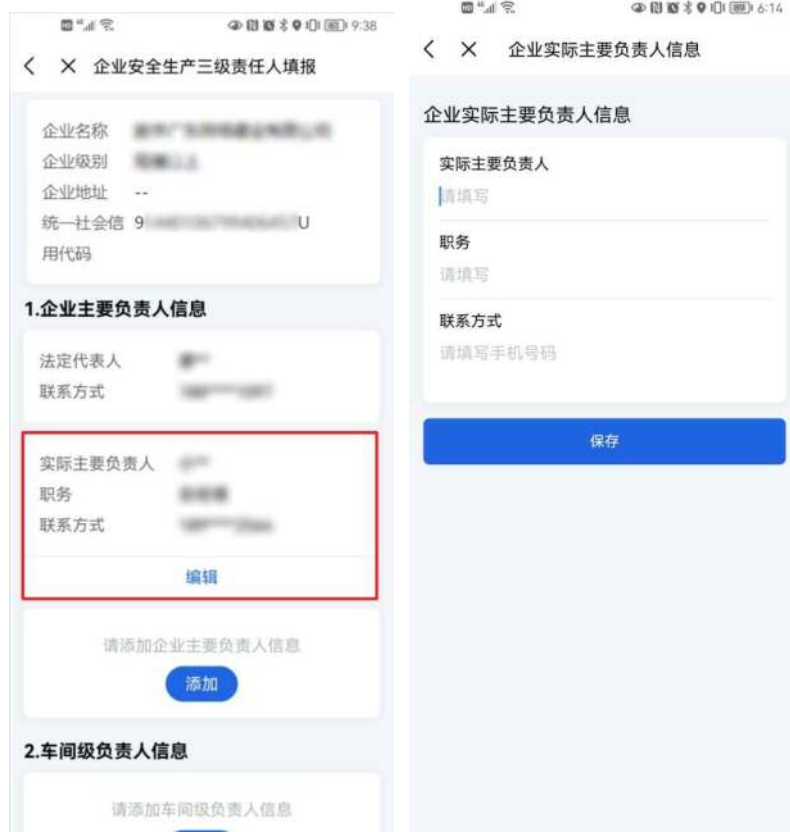 9:38
企业安全生产三级责任人填报
企业名称
企业级别
企业地址 --
统一社会信 9 U
用代码
1.企业主要负责人信息
法定代表人
联系方式
实际主要负责人
职务
联系方式
编辑
请添加企业主要负责人信息
添加
2.车间级负责人信息
请添加车间级负责人信息
6:14
企业实际主要负责人信息
企业实际主要负责人信息
实际主要负责人
请填写
职务
请填写
联系方式
请填写手机号码
保存